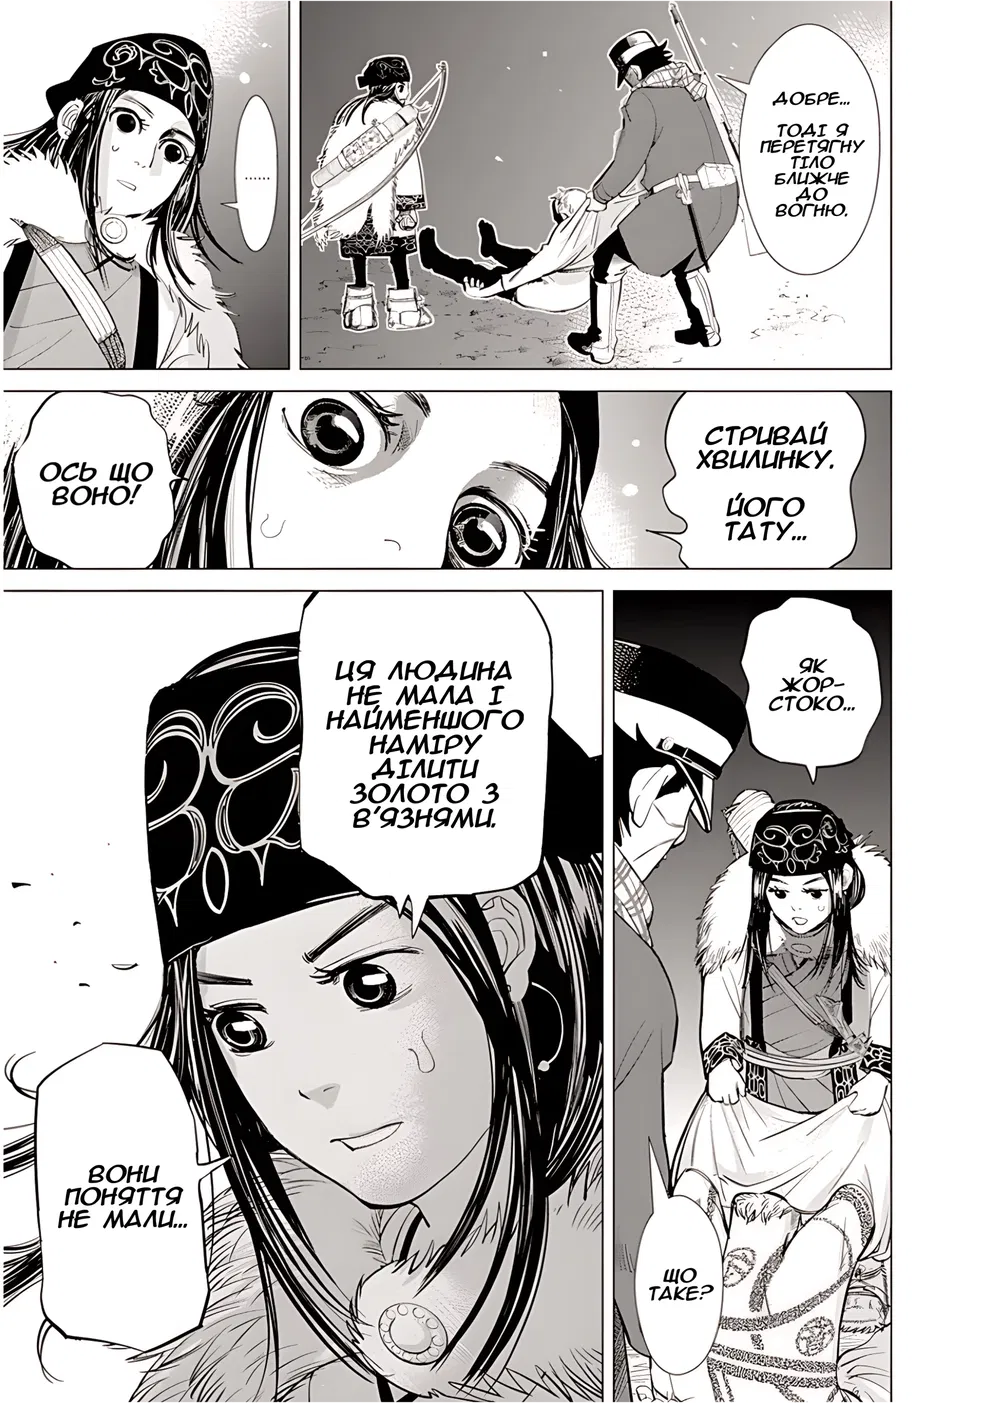 ДОБРЕ...
ТОДІ Я
ПЕРЕТЯГНУ
ТІЛО
БЛИЖЧЕ
ДО
ВОГНЮ.
......
СТРИВАЙ
ХВИЛИНКУ.
ЙОГО
ТАТУ...
ОСЬ ЩО
ВОНО!
ЯК
ЖОР-
СТОКО...
ЩО
ТАКЕ?
ЦЯ ЛЮДИНА
НЕ МАЛА І
НАЙМЕНШОГО
НАМІРУ
ДІЛИТИ
ЗОЛОТО З
В'ЯЗНЯМИ.
ВОНИ
ПОНЯТТЯ
НЕ МАЛИ...